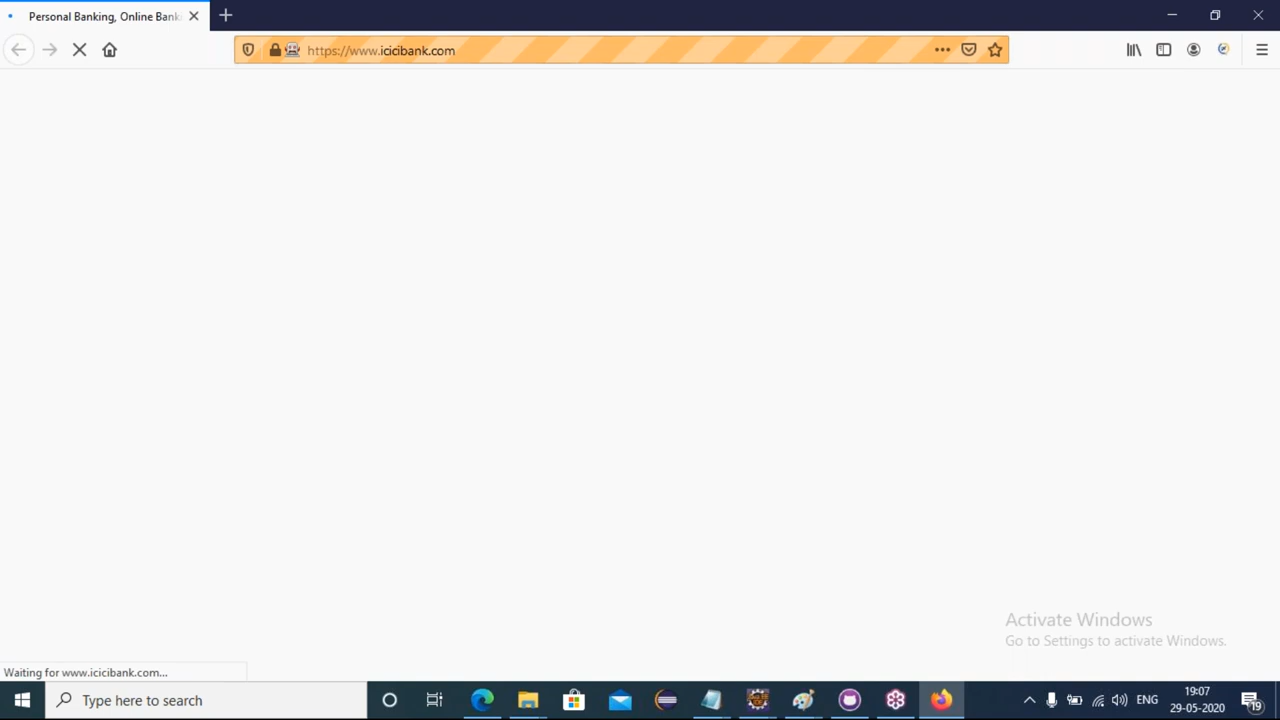 Personal Banking, Online Bank
https://www.icicibank.com
Activate Windows
Go to Settings to activate Windows.
Waiting for www.icicibank.com...
Type here to search
ENG
19:07
29-05-2020
19